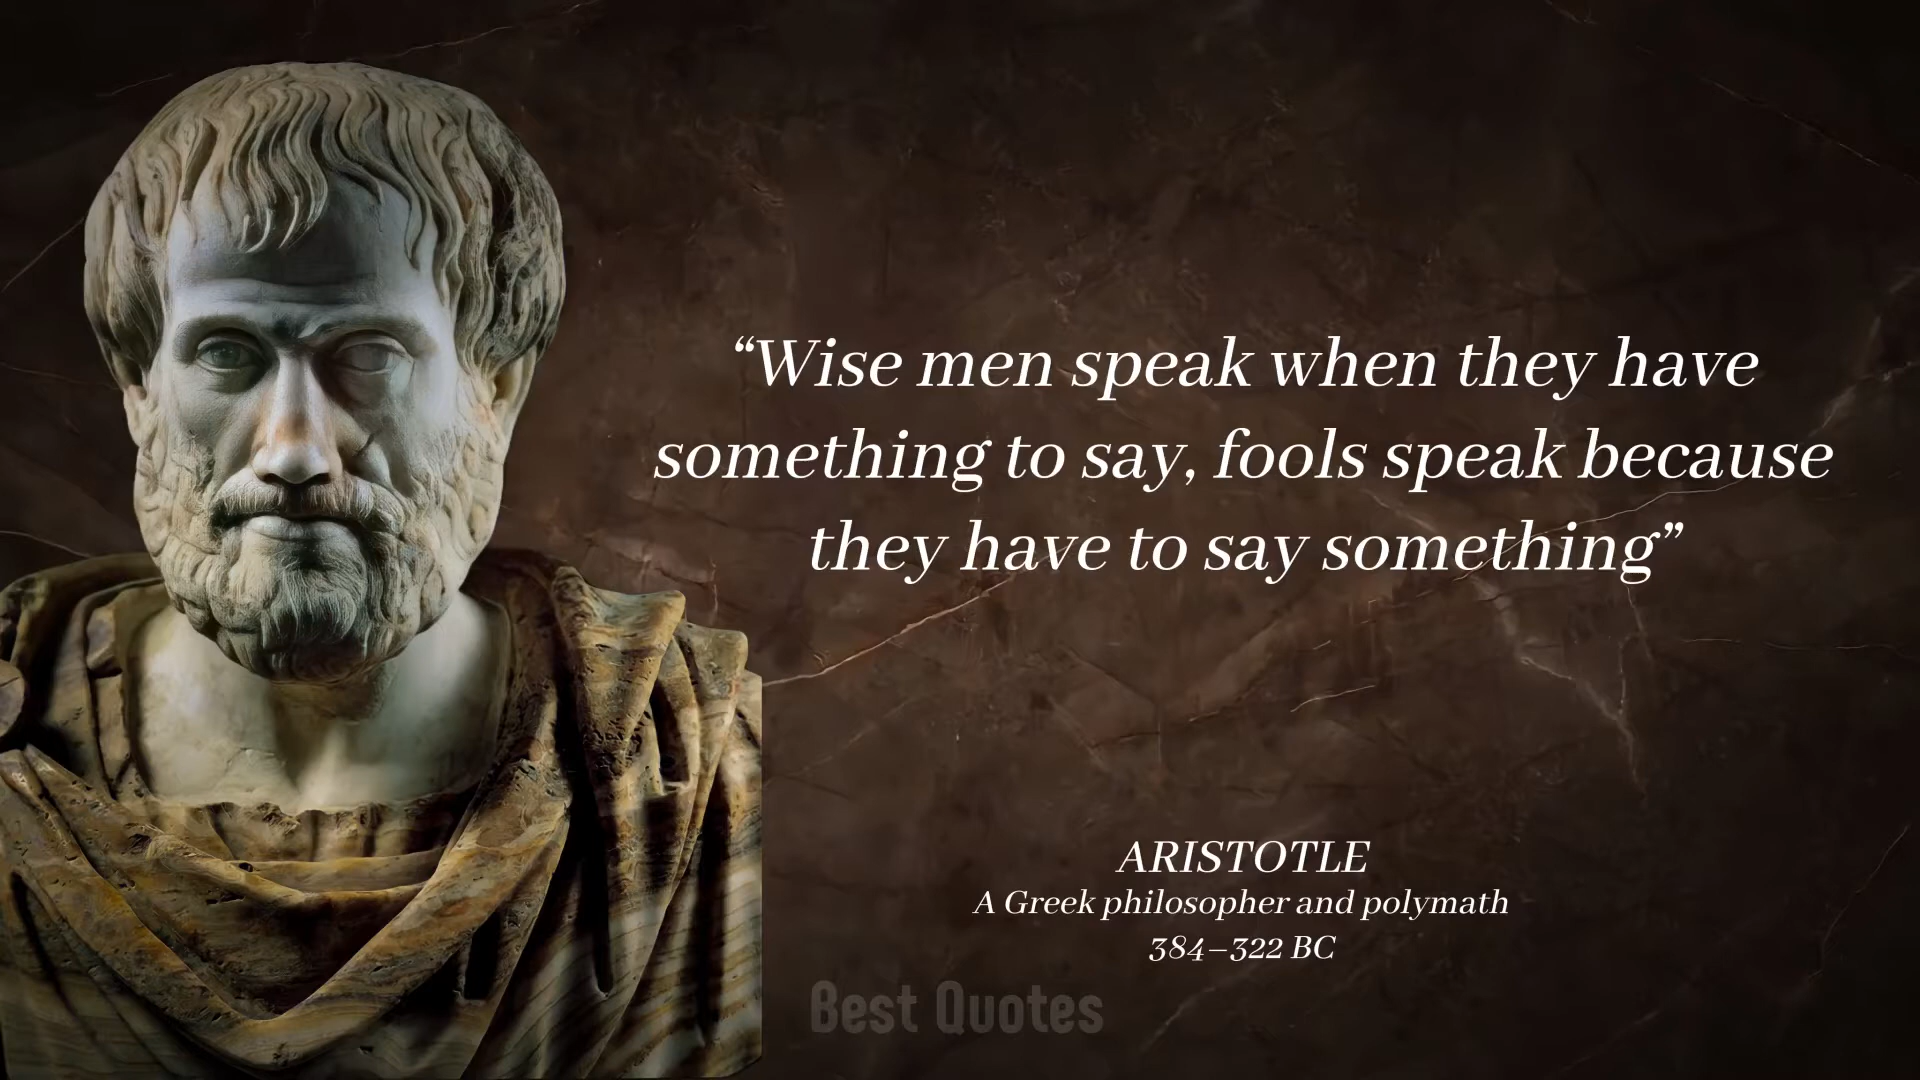 “Wise men speak when they have
something to say, fools speak because
they have to say something”
ARISTOTLE
A Greek philosopher and polymath
384–322 BC
Best Quotes